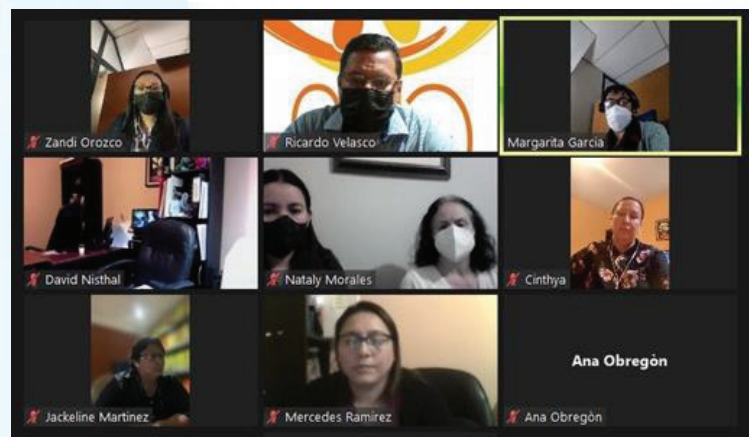 Zandi Orozco
Ricardo Velasco
Margarita Garcia
David Nisthal
Nataly Morales
Cinthya
Jackeline Martinez
Mercedes Ramirez
Ana Obregòn
Ana Obregòn